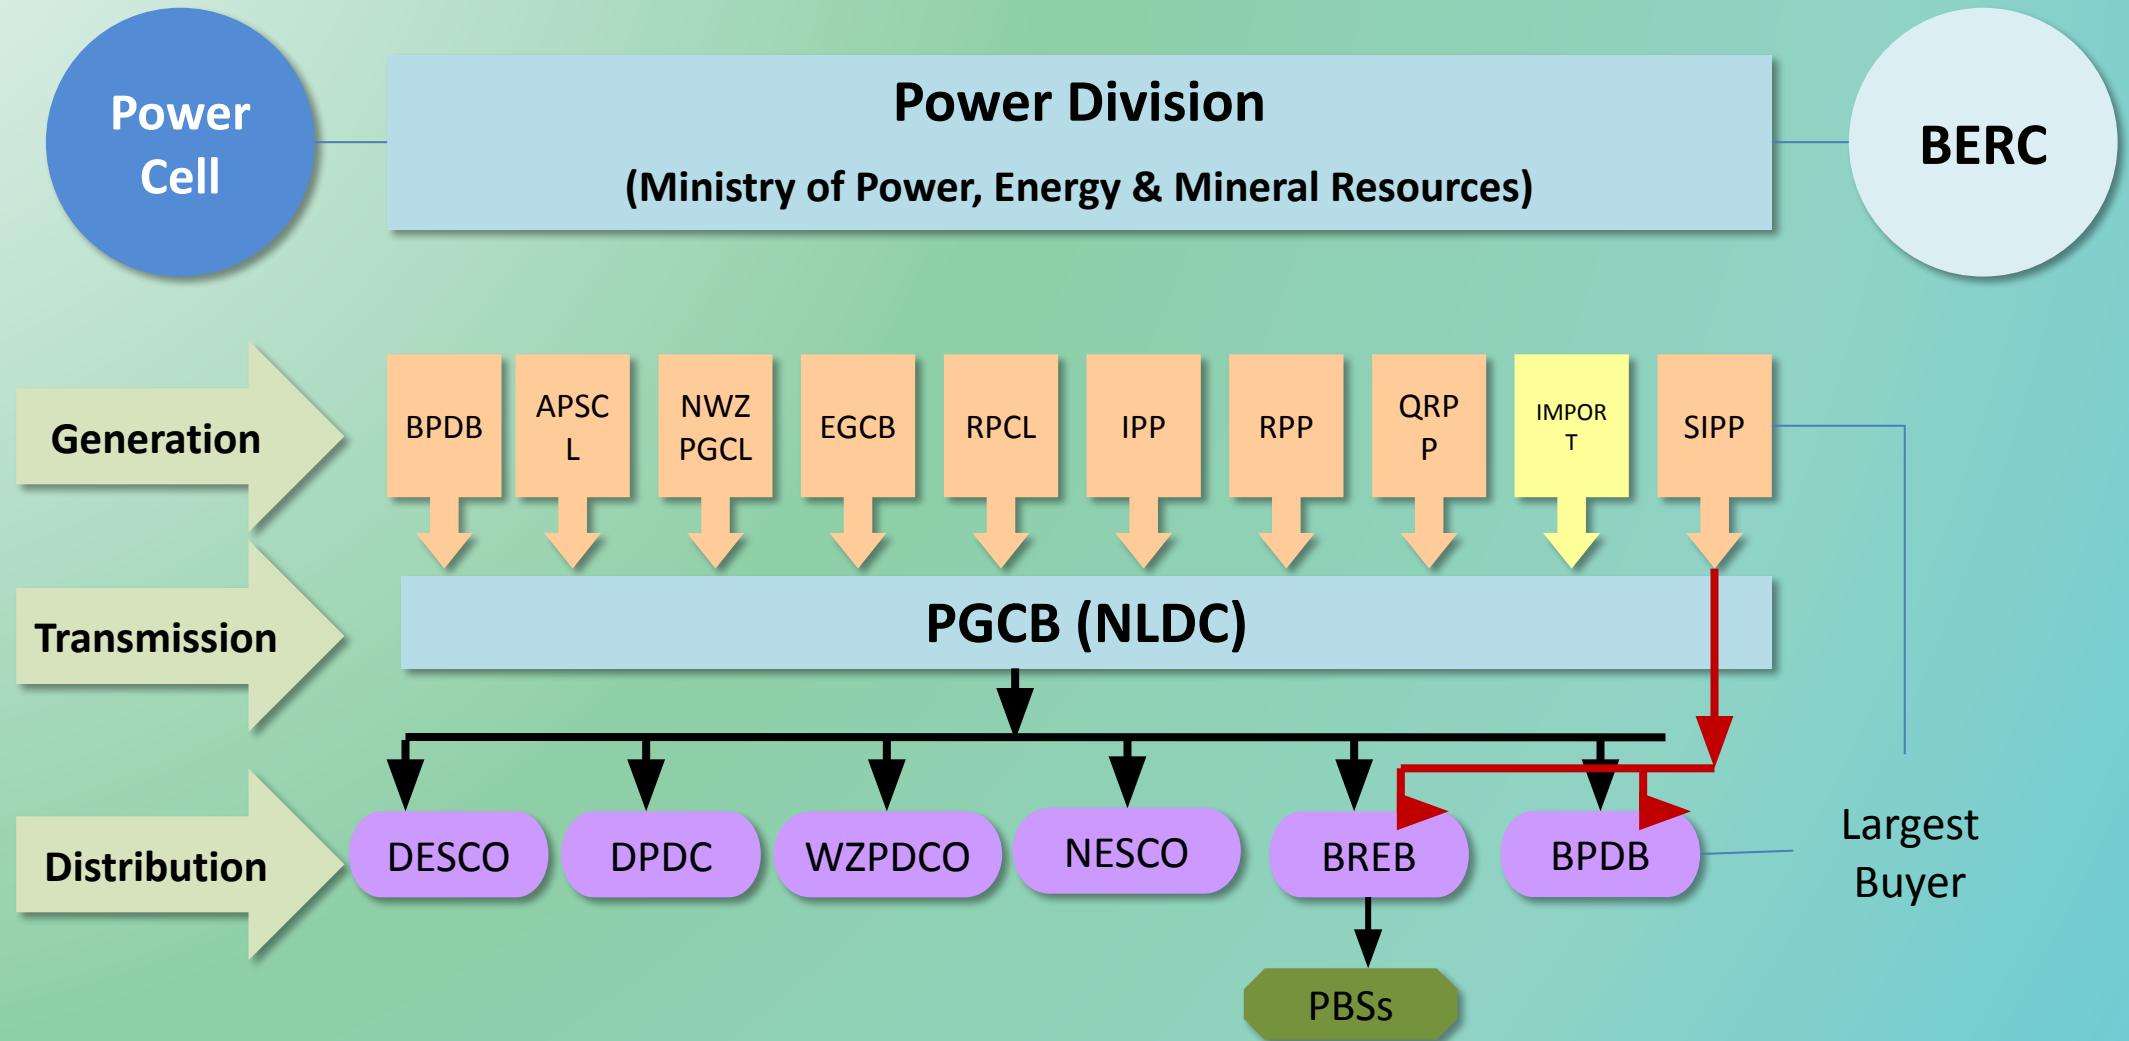 Power
Cell
Power Division
(Ministry of Power, Energy & Mineral Resources)
BERC
Generation
BPDB
APSC
L
NWZ
PGCL
EGCB
RPCL
IPP
RPP
QRP
P
IMPOR
T
SIPP
Transmission
PGCB (NLDC)
Distribution
DESCO
DPDC
WZPDCO
NESCO
BREB
BPDB
Largest
Buyer
PBSs